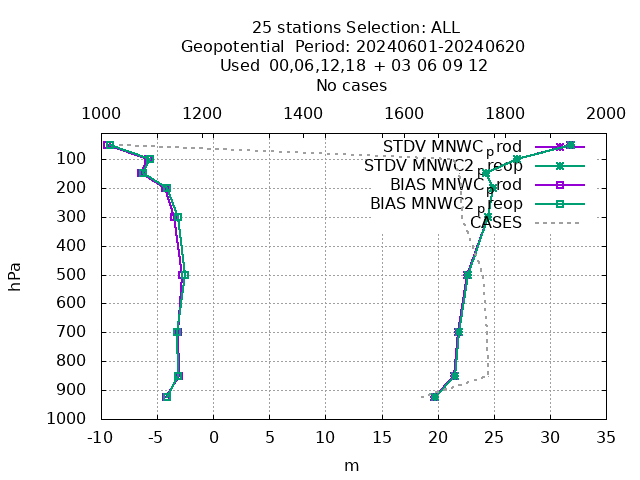 25 stations Selection: ALL
Geopotential  Period: 20240601-20240620
Used  00,06,12,18 + 03 06 09 12
No cases
1000 1200 1400 1600 1800 2000
STDV MNWC_prod
STDV MNWC2_preop
BIAS MNWC_prod
BIAS MNWC2_preop
CASES
100
200
300
400
500
600
700
800
900
1000
hPa
-10 -5 0 5 10 15 20 25 30 35
m